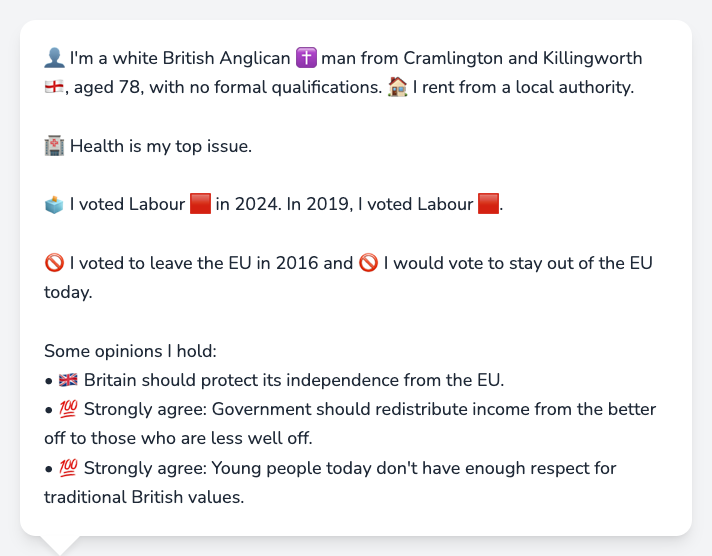 👤 I'm a white British Anglican ✝️ man from Cramlington and Killingworth
🏴󠁧󠁢󠁥󠁮󠁧󠁿, aged 78, with no formal qualifications. 🏠 I rent from a local authority.
🏥 Health is my top issue.
🗳️ I voted Labour 🟥 in 2024. In 2019, I voted Labour 🟥.
🚫 I voted to leave the EU in 2016 and 🚫 I would vote to stay out of the EU
today.
Some opinions I hold:
• 🇬🇧 Britain should protect its independence from the EU.
• 💯 Strongly agree: Government should redistribute income from the better
off to those who are less well off.
• 💯 Strongly agree: Young people today don't have enough respect for
traditional British values.